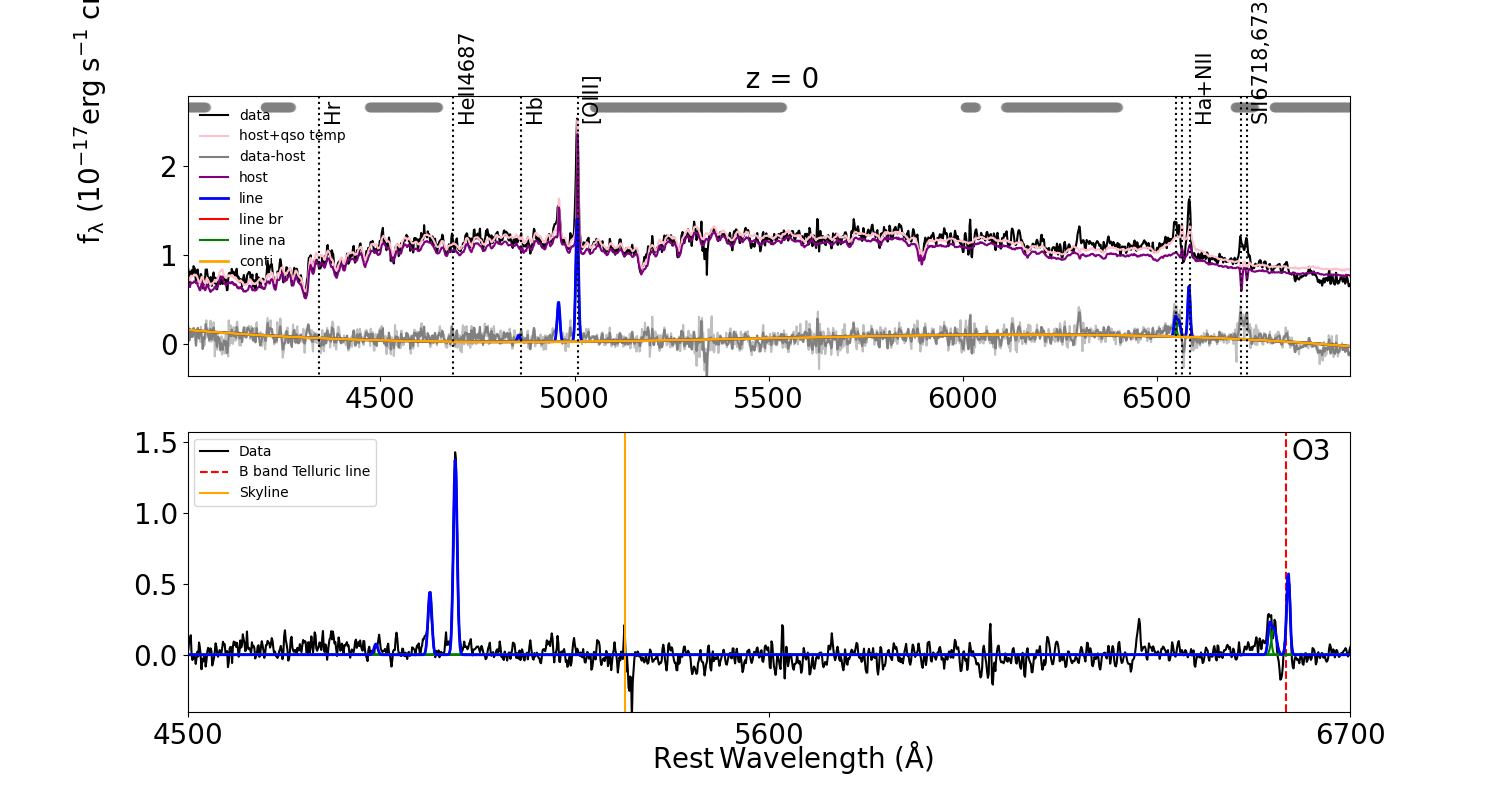 z = 0
f_λ (10^−17 erg s^−1
Hr
HeII4687
Hb
[OIII]
Ha+NII
SII6718,673
data
host+qso temp
data-host
host
line
line br
line na
conti
2
1
0
4500 5000 5500 6000 6500
Data
B band Telluric line
Skyline
O3
1.5
1.0
0.5
0.0
4500 5600 6700
Rest Wavelength (Å)